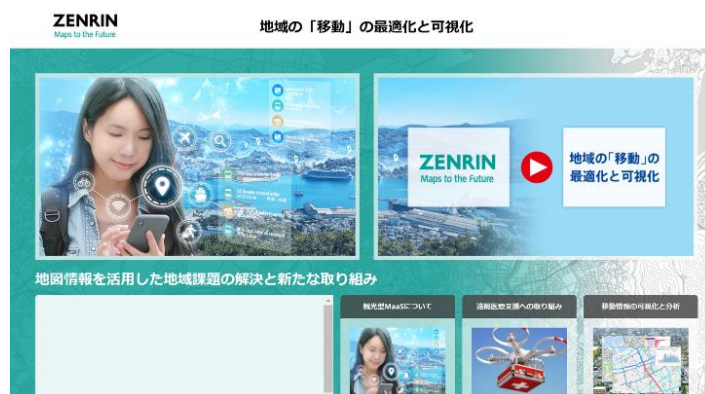 ZENRIN
Maps to the Future
地域の「移動」の最適化と可視化
ZENRIN
Maps to the Future
地域の「移動」の
最適化と可視化
地図情報を活用した地域課題の解決と新たな取り組み
観光型MaaSについて
遠隔医療支援への取り組み
移動情報の可視化と分析